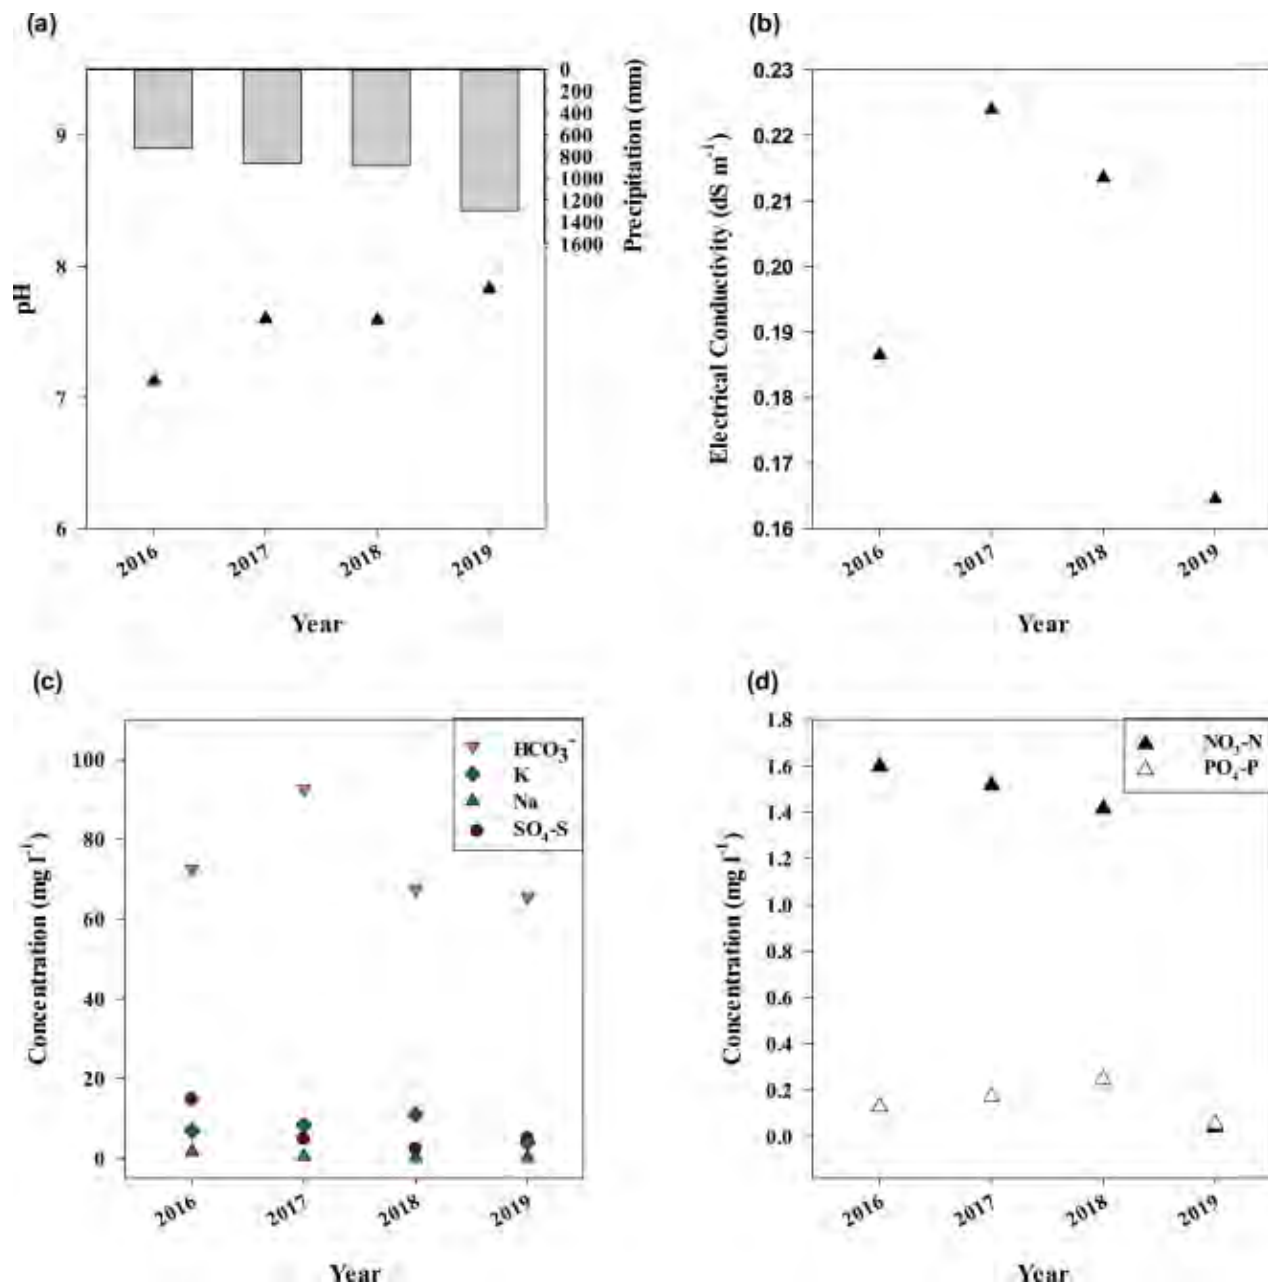 (a)
0
200
400
600
800
1000
1200
1400
1600
Precipitation (mm)
9
8
7
6
pH
2016
2017
2018
2019
Year
(b)
0.23
0.22
0.21
0.20
0.19
0.18
0.17
0.16
Electrical Conductivity (dS m⁻¹)
2016
2017
2018
2019
Year
(c)
100
80
60
40
20
0
Concentration (mg l⁻¹)
HCO₃⁻
K
Na
SO₄-S
2016
2017
2018
2019
Year
(d)
1.8
1.6
1.4
1.2
1.0
0.8
0.6
0.4
0.2
0.0
Concentration (mg l⁻¹)
NO₃-N
PO₄-P
2016
2017
2018
2019
Year